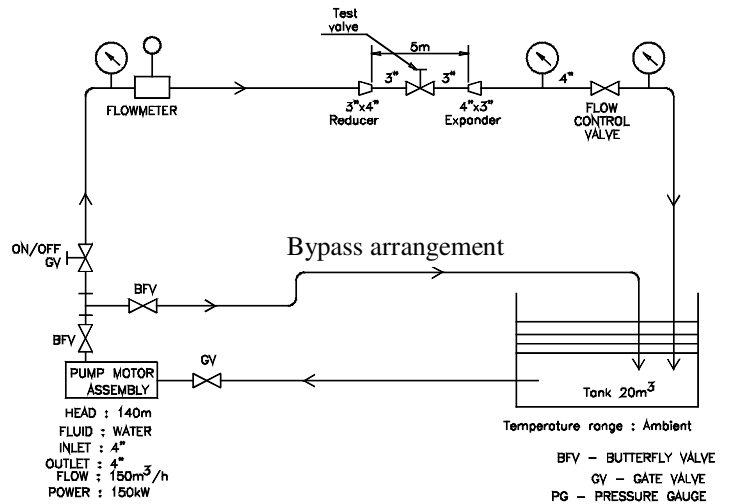 Test
valve
5m
3"
3"
4"
FLOWMETER
3"x4"
Reducer
4"x3"
Expander
FLOW
CONTROL
VALVE
ON/OFF
GV
Bypass arrangement
BFV
BFV
GV
PUMP MOTOR
ASSEMBLY
Tank 20m³
HEAD : 140m
FLUID : WATER
INLET : 4"
OUTLET : 4"
FLOW : 150m³/h
POWER : 150kW
Temperature range : Ambient
BFV - BUTTERFLY VALVE
GV - GATE VALVE
PG - PRESSURE GAUGE